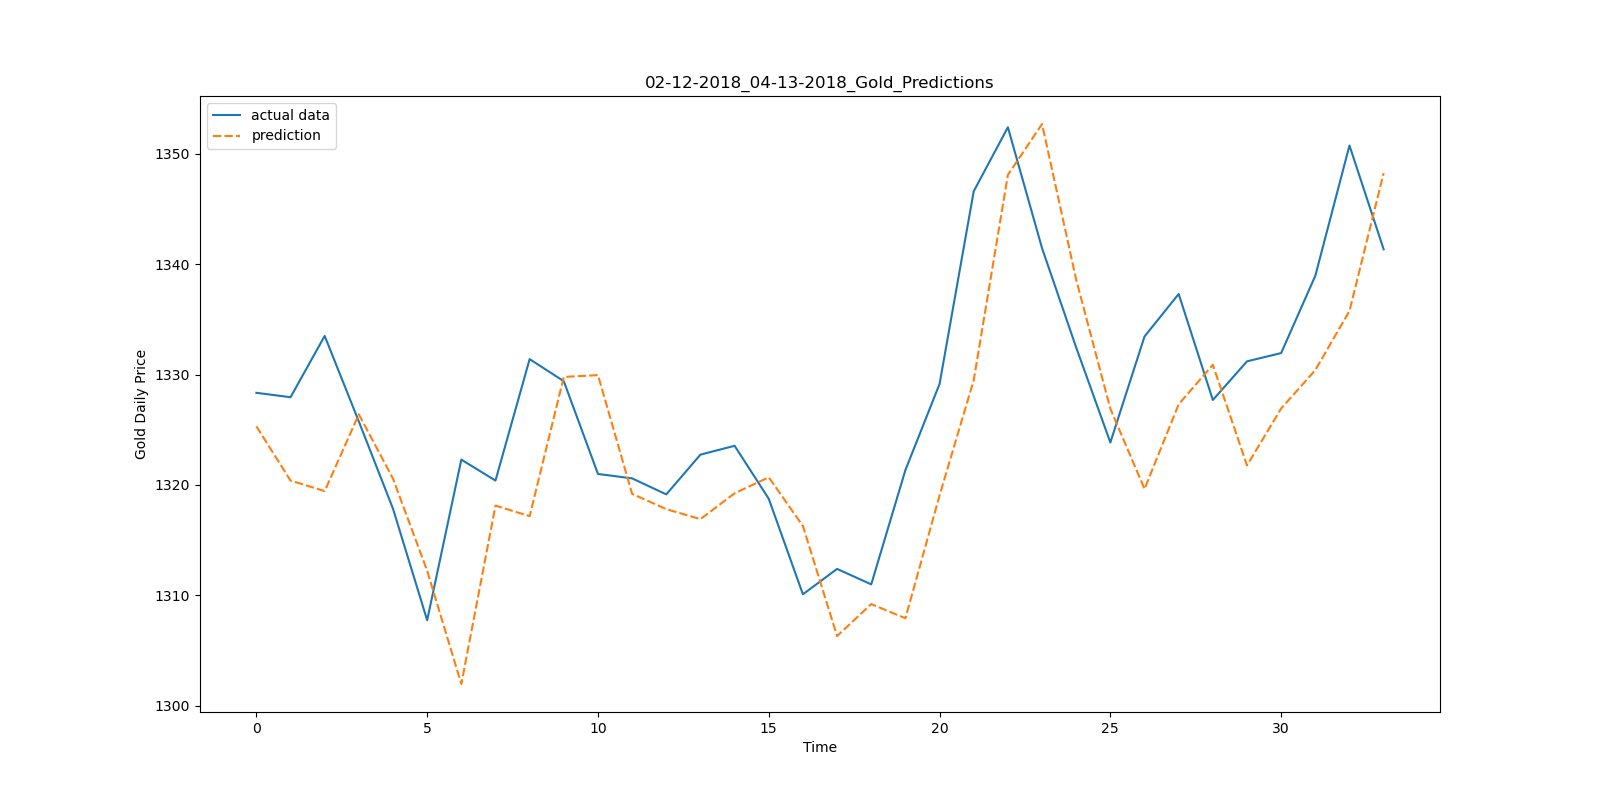 02-12-2018_04-13-2018_Gold_Predictions
actual data
prediction
1350
1340
1330
1320
1310
1300
Gold Daily Price
0 5 10 15 20 25 30
Time